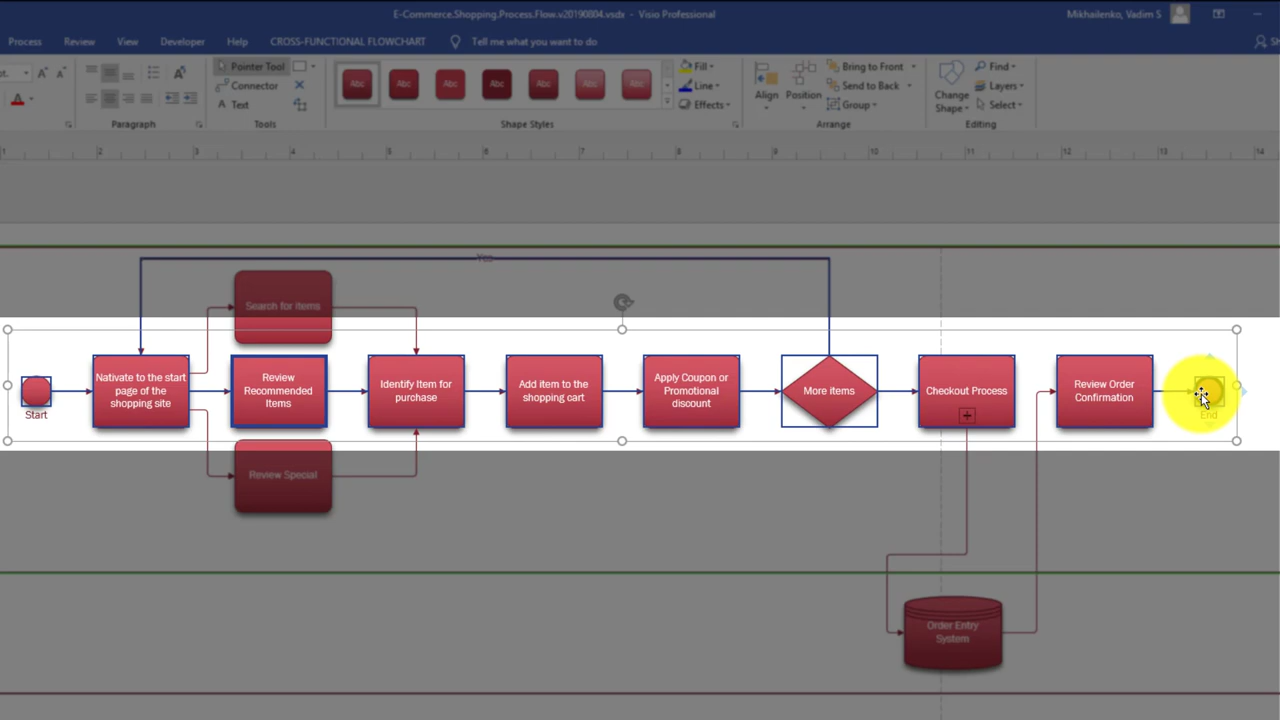 E-Commerce.Shopping.Process.Flow.v20190804.vsdx - Visio Professional
Mikhailenko, Vadim S
Process Review View Developer Help CROSS-FUNCTIONAL FLOWCHART Tell me what you want to do
Pointer Tool
Connector
Text
A
Paragraph
Tools
Abc Abc Abc Abc Abc Abc Abc
Fill
Line
Effects
Shape Styles
Align
Position
Bring to Front
Send to Back
Group
Arrange
Change
Shape
Find
Layers
Select
Editing
1 2 3 4 5 6 7 8 9 10 11 12 13 14
Yes
Search for Items
Start
Nativate to the start
page of the
shopping site
Review
Recommended
Items
Identify Item for
purchase
Add item to the
shopping cart
Apply Coupon or
Promotional
discount
More items
Checkout Process
Review Order
Confirmation
End
Review Special
Order Entry
System